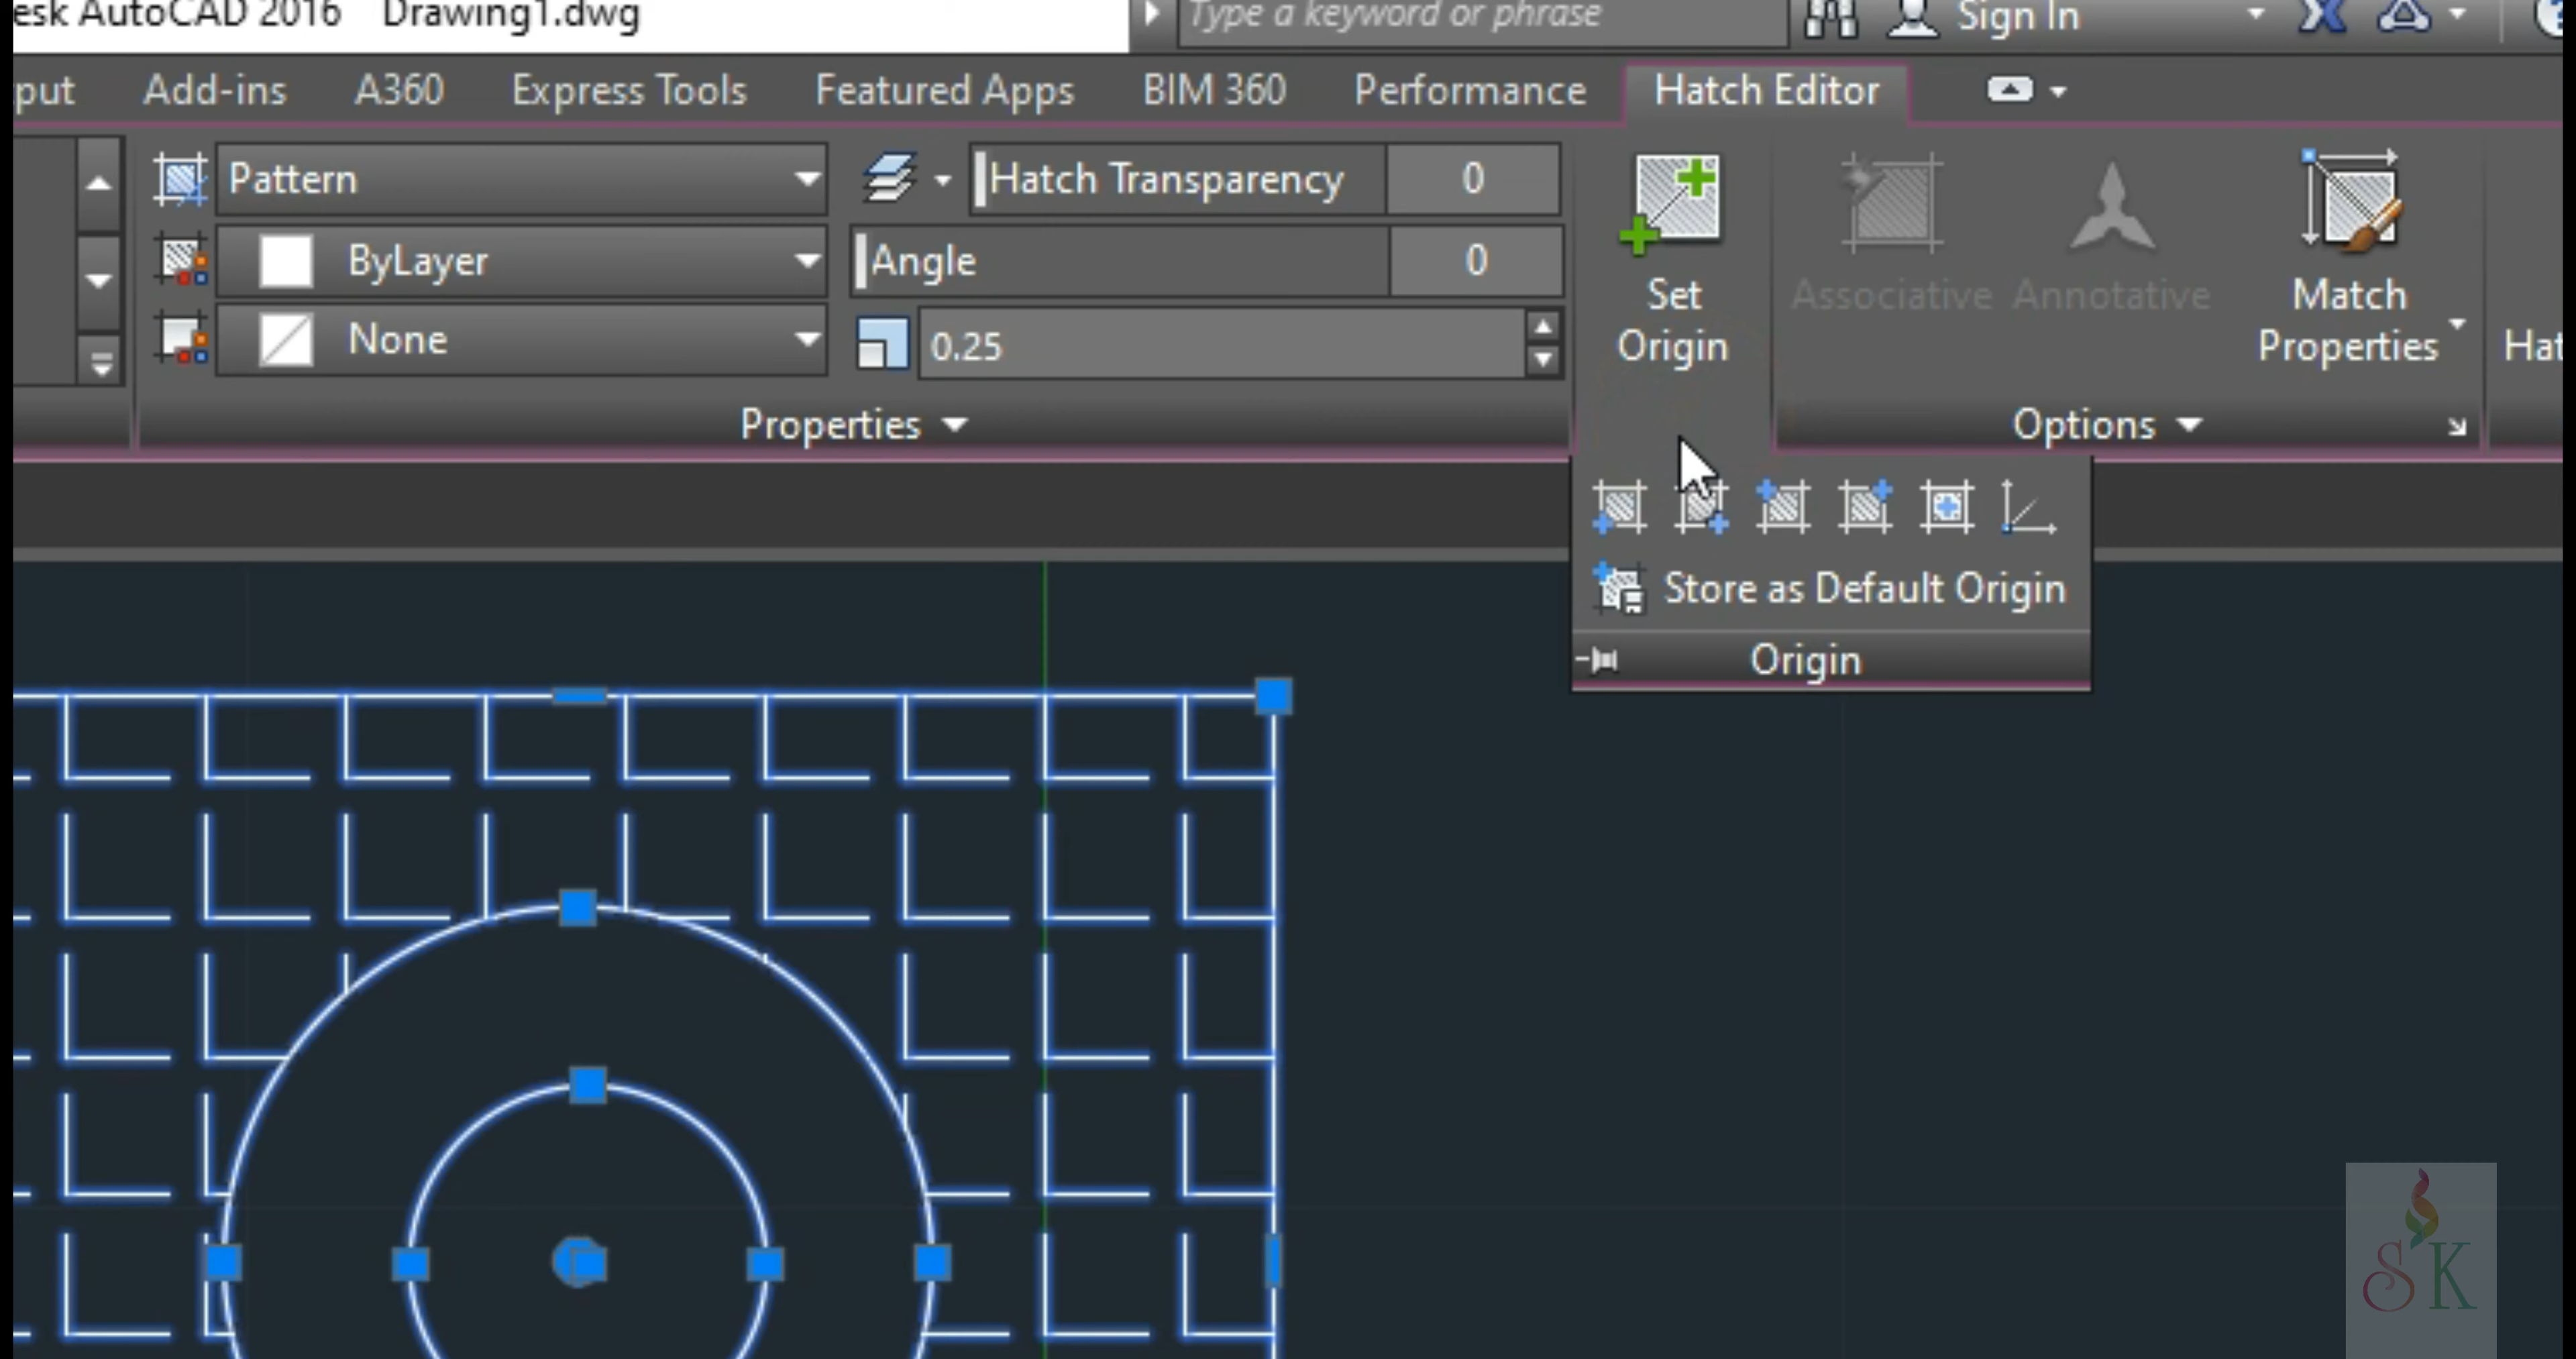 esk AutoCAD 2016 Drawing1.dwg
Type a keyword or phrase
Sign In
put Add-ins A360 Express Tools Featured Apps BIM 360 Performance Hatch Editor
Pattern
Hatch Transparency 0
ByLayer
Angle 0
None
0.25
Set
Origin
Associative
Annotative
Match
Properties
Hat
Properties
Options
Store as Default Origin
Origin
SK